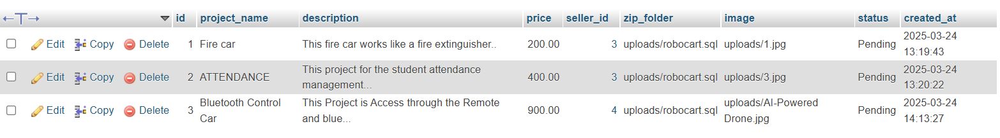 id project_name description price seller_id zip_folder image status created_at
Edit Copy Delete 1 Fire car This fire car works like a fire extinguisher.. 200.00 3 uploads/robocart.sql uploads/1.jpg Pending 2025-03-24
13:19:43
Edit Copy Delete 2 ATTENDANCE This project for the student attendance
management... 400.00 3 uploads/robocart.sql uploads/3.jpg Pending 2025-03-24
13:20:22
Edit Copy Delete 3 Bluetooth Control
Car This Project is Access through the Remote
and blue... 900.00 4 uploads/robocart.sql uploads/AI-Powered
Drone.jpg Pending 2025-03-24
14:13:27